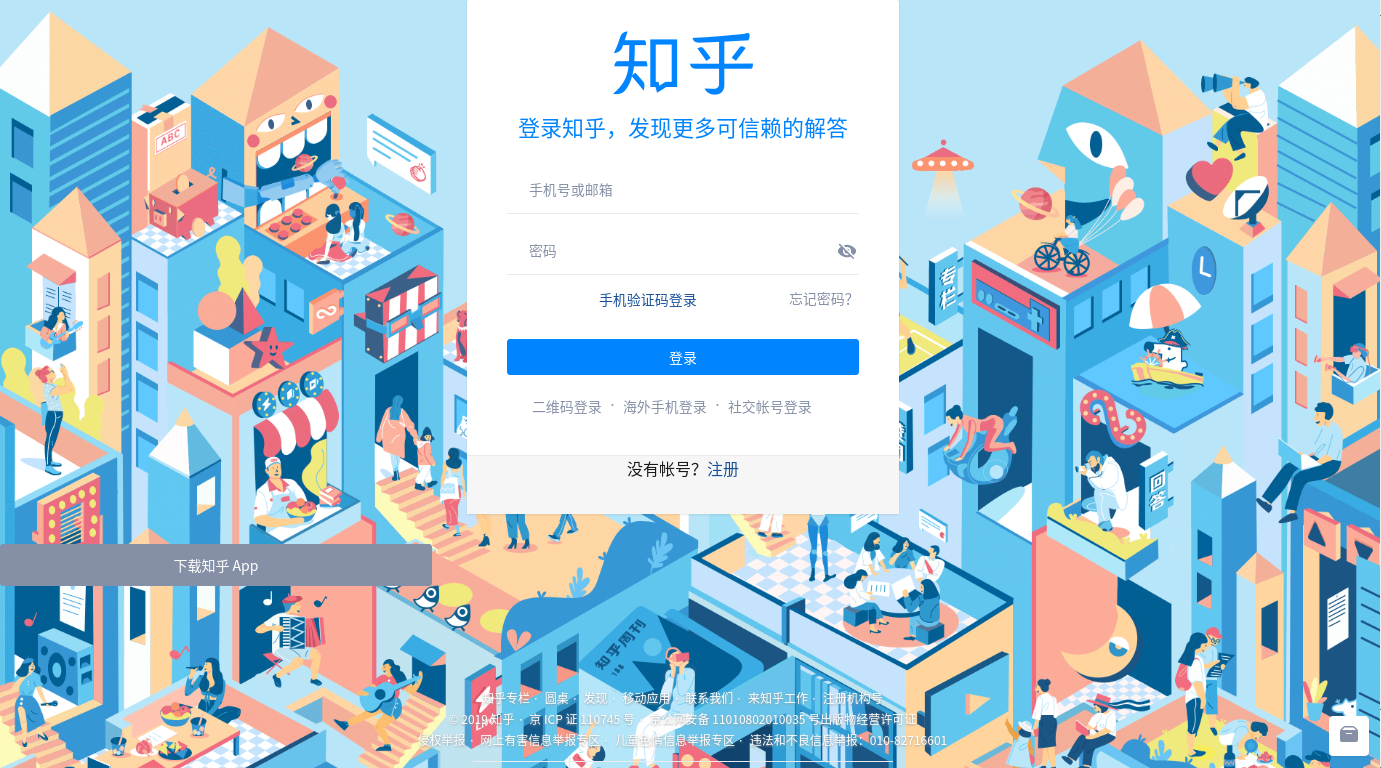 知乎
登录知乎，发现更多可信赖的解答
手机号或邮箱
密码
手机验证码登录 忘记密码?
登录
二维码登录 · 海外手机登录 · 社交帐号登录
没有帐号? 注册
ABC
专栏
回答
下载知乎 App
知乎周刊
知乎专栏 · 圆桌 · 发现 · 移动应用 · 联系我们 · 来知乎工作 · 注册机构号
© 2019 知乎 · 京 ICP 证 110745 号 · 京公网安备 11010802010035 号出版物经营许可证
侵权举报 · 网上有害信息举报专区 · 儿童色情信息举报专区 · 违法和不良信息举报：010-82716601